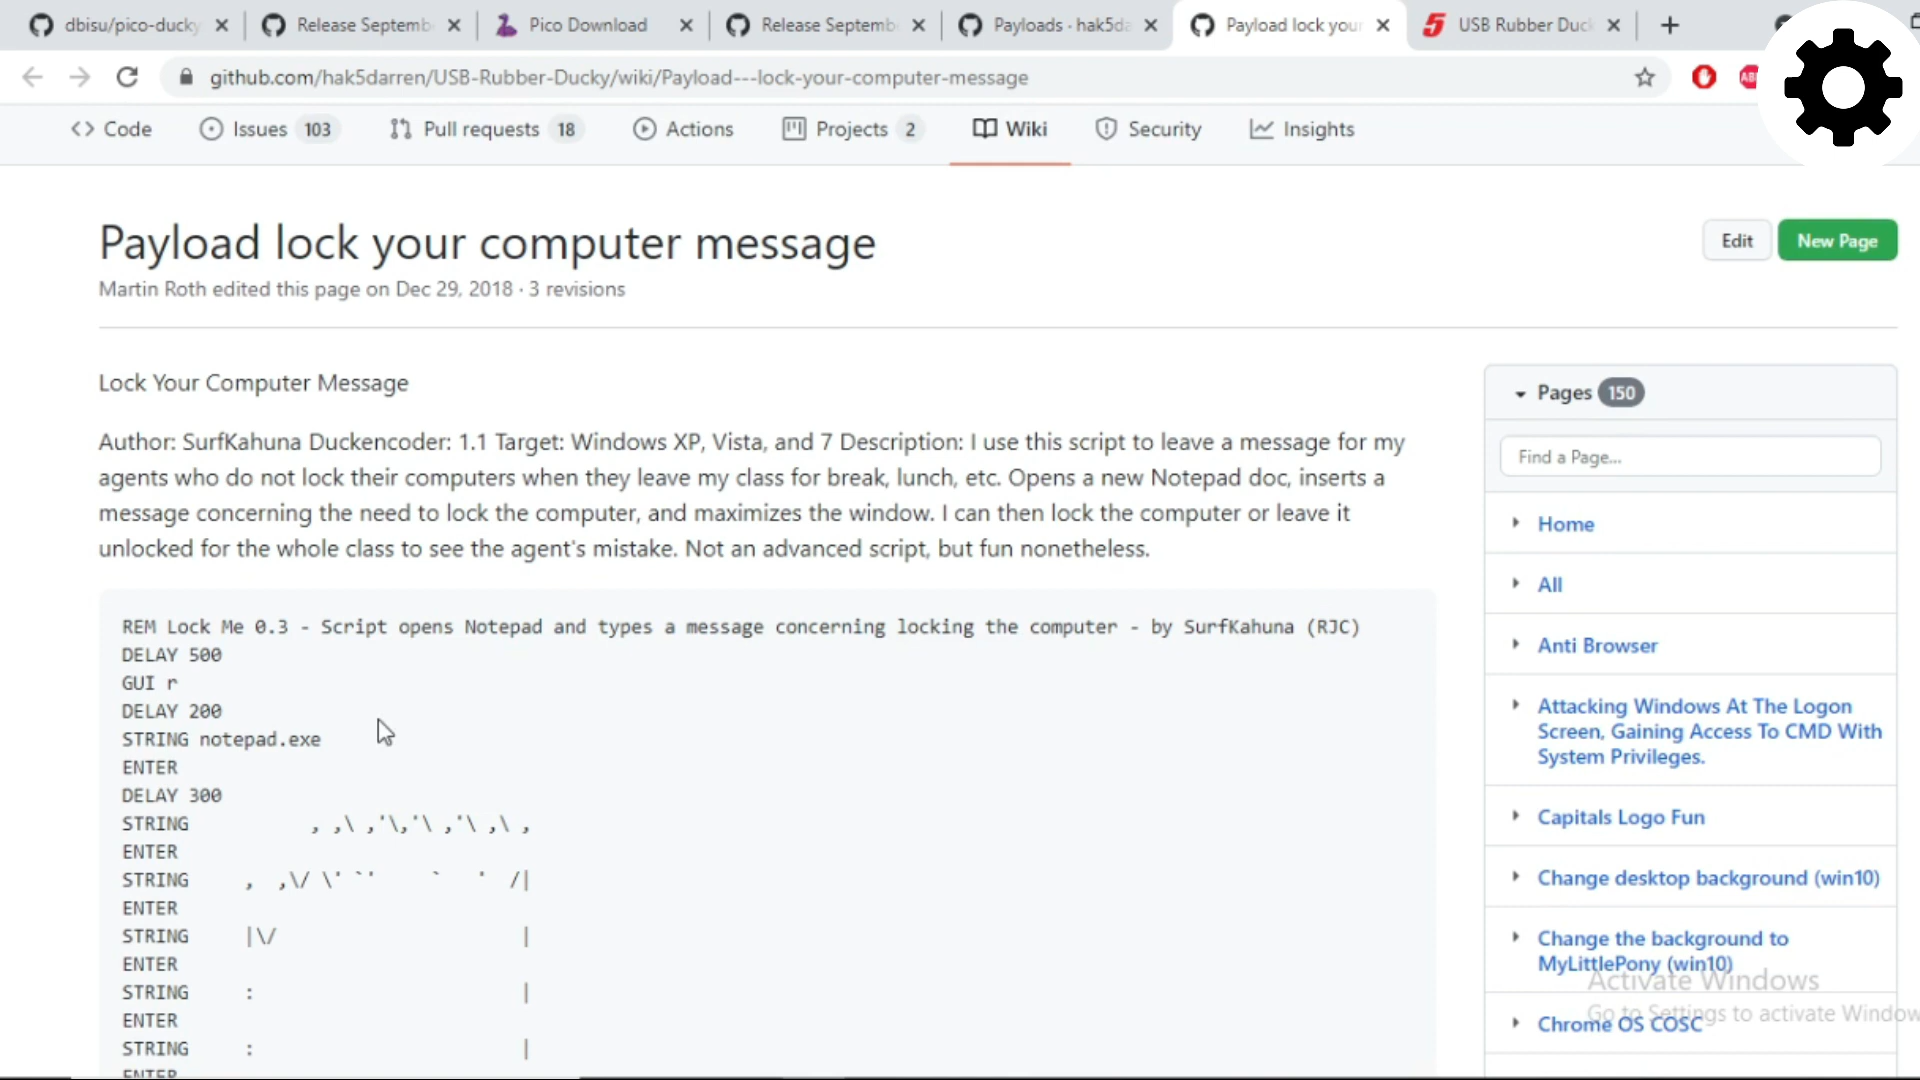 dbisu/pico-ducky
Release Septemb
Pico Download
Release Septemb
Payloads · hak5da
Payload lock your
USB Rubber Duc
github.com/hak5darren/USB-Rubber-Ducky/wiki/Payload---lock-your-computer-message
Code
Issues 103
Pull requests 18
Actions
Projects 2
Wiki
Security
Insights
Payload lock your computer message
Edit
New Page
Martin Roth edited this page on Dec 29, 2018 · 3 revisions
Lock Your Computer Message
Author: SurfKahuna Duckencoder: 1.1 Target: Windows XP, Vista, and 7 Description: I use this script to leave a message for my
agents who do not lock their computers when they leave my class for break, lunch, etc. Opens a new Notepad doc, inserts a
message concerning the need to lock the computer, and maximizes the window. I can then lock the computer or leave it
unlocked for the whole class to see the agent's mistake. Not an advanced script, but fun nonetheless.
REM Lock Me 0.3 - Script opens Notepad and types a message concerning locking the computer - by SurfKahuna (RJC)
DELAY 500
GUI r
DELAY 200
STRING notepad.exe
ENTER
DELAY 300
STRING           , ,\ ,'\,'\ ,'\ ,\ ,
ENTER
STRING     ,  ,\/ \' `'     `   '  /|
ENTER
STRING     |\/                      |
ENTER
STRING     :                        |
ENTER
STRING     :                        |
ENTER
Pages 150
Find a Page...
Home
All
Anti Browser
Attacking Windows At The Logon
Screen, Gaining Access To CMD With
System Privileges.
Capitals Logo Fun
Change desktop background (win10)
Change the background to
MyLittlePony (win10)
Chrome OS COSC
Activate Windows
Go to Settings to activate Window